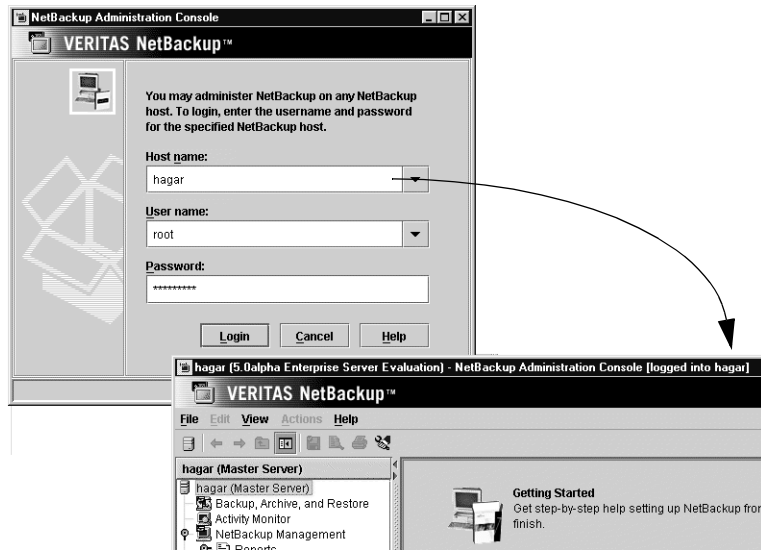 NetBackup Administration Console
VERITAS NetBackup™
You may administer NetBackup on any NetBackup
host. To login, enter the username and password
for the specified NetBackup host.
Host name:
hagar
User name:
root
Password:
*********
Login Cancel Help
hagar (5.0alpha Enterprise Server Evaluation) - NetBackup Administration Console [logged into hagar]
VERITAS NetBackup™
File Edit View Actions Help
hagar (Master Server)
hagar (Master Server)
Backup, Archive, and Restore
Activity Monitor
NetBackup Management
Reports
Getting Started
Get step-by-step help setting up NetBackup from
finish.